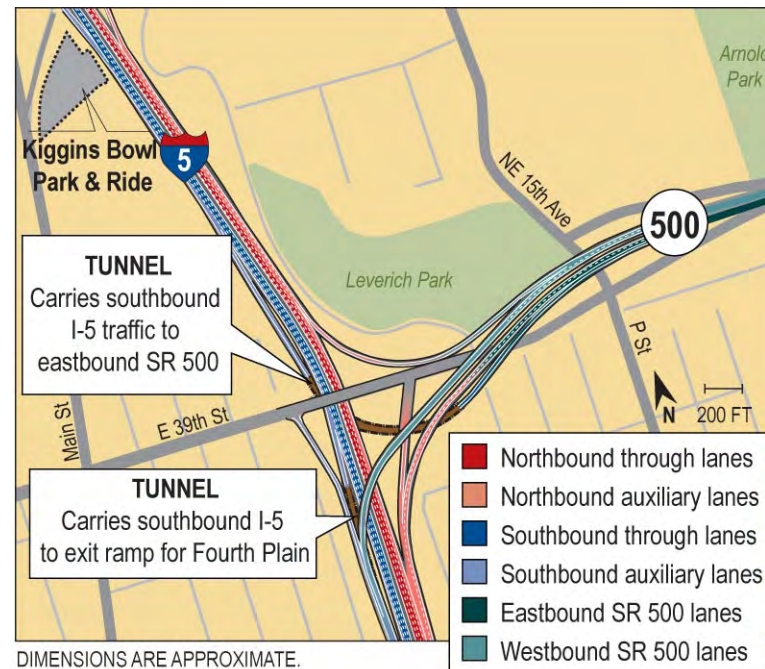 Arnold
Park
Kiggins Bowl
Park & Ride
5
NE 15th Ave
500
TUNNEL
Carries southbound
I-5 traffic to
eastbound SR 500
Leverich Park
P St
Main St
E 39th St
N
200 FT
TUNNEL
Carries southbound I-5
to exit ramp for Fourth Plain
Northbound through lanes
Northbound auxiliary lanes
Southbound through lanes
Southbound auxiliary lanes
Eastbound SR 500 lanes
Westbound SR 500 lanes
DIMENSIONS ARE APPROXIMATE.